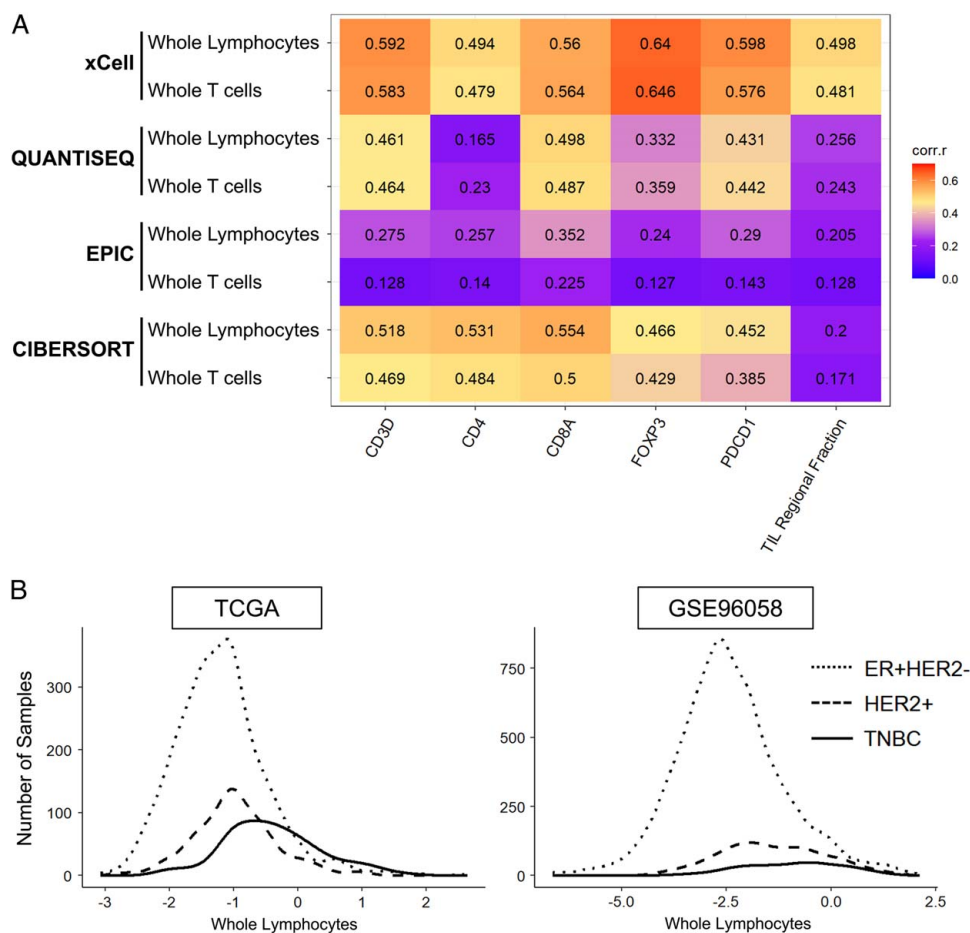 A
xCell
Whole Lymphocytes
0.592 0.494 0.56 0.64 0.598 0.498
Whole T cells
0.583 0.479 0.564 0.646 0.576 0.481
QUANTISEQ
Whole Lymphocytes
0.461 0.165 0.498 0.332 0.431 0.256
Whole T cells
0.464 0.23 0.487 0.359 0.442 0.243
EPIC
Whole Lymphocytes
0.275 0.257 0.352 0.24 0.29 0.205
Whole T cells
0.128 0.14 0.225 0.127 0.143 0.128
CIBERSORT
Whole Lymphocytes
0.518 0.531 0.554 0.466 0.452 0.2
Whole T cells
0.469 0.484 0.5 0.429 0.385 0.171
CD3D
CD4
CD8A
FOXP3
PDCD1
TIL Regional Fraction
corr.r
0.6
0.4
0.2
0.0
B
TCGA
Number of Samples
300
200
100
0
-3 -2 -1 0 1 2
Whole Lymphocytes
GSE96058
750
500
250
0
-5.0 -2.5 0.0 2.5
Whole Lymphocytes
ER+HER2-
HER2+
TNBC